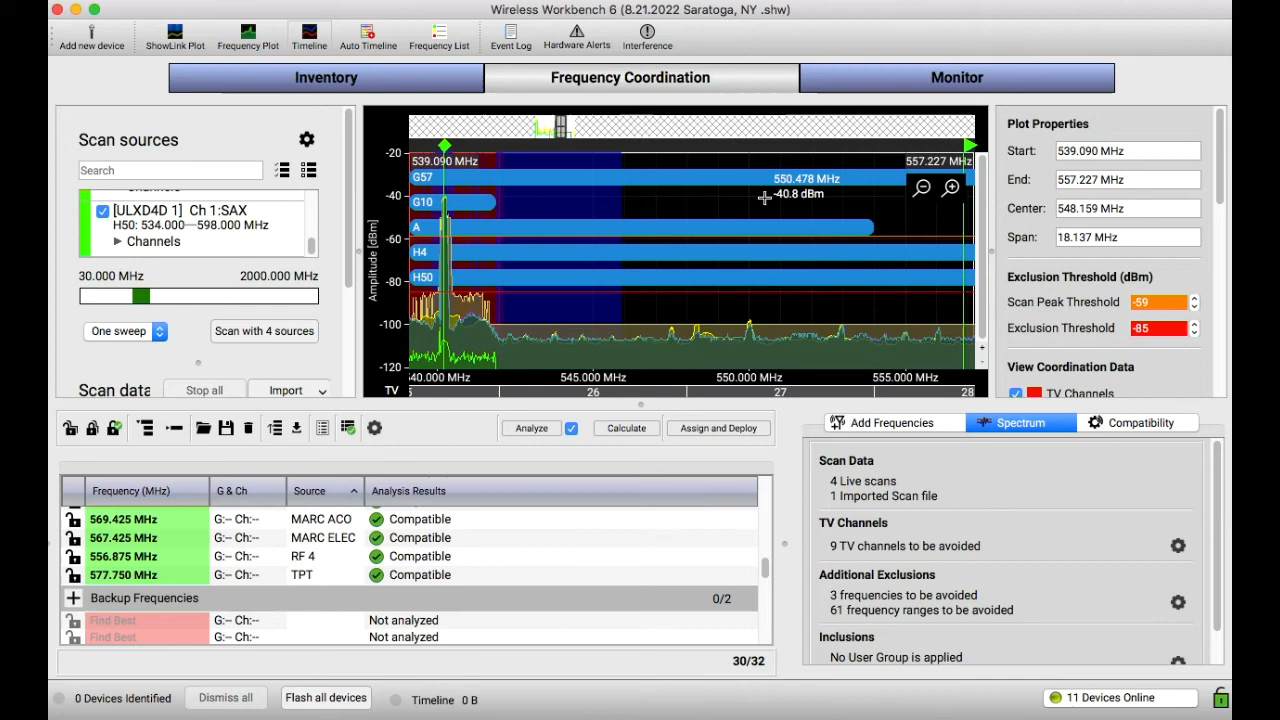 Wireless Workbench 6 (8.21.2022 Saratoga, NY .shw)
Add new device
ShowLink Plot
Frequency Plot
Timeline
Auto Timeline
Frequency List
Event Log
Hardware Alerts
Interference
Inventory
Frequency Coordination
Monitor
Scan sources
Search
Channels
[ULXD4D 1] Ch 1:SAX
H50: 534.000—598.000 MHz
Channels
30.000 MHz
2000.000 MHz
One sweep
Scan with 4 sources
Scan data
Stop all
Import
Amplitude [dBm]
-20
-40
-60
-80
-100
-120
539.090 MHz
557.227 MHz
G57
550.478 MHz
-40.8 dBm
G10
A
H4
H50
540.000 MHz
545.000 MHz
550.000 MHz
555.000 MHz
TV
26
27
28
Plot Properties
Start: 539.090 MHz
End: 557.227 MHz
Center: 548.159 MHz
Span: 18.137 MHz
Exclusion Threshold (dBm)
Scan Peak Threshold -59
Exclusion Threshold -85
View Coordination Data
TV Channels
Analyze
Calculate
Assign and Deploy
Frequency (MHz) G & Ch Source Analysis Results
569.425 MHz G:-- Ch:-- MARC ACO Compatible
567.425 MHz G:-- Ch:-- MARC ELEC Compatible
556.875 MHz G:-- Ch:-- RF 4 Compatible
577.750 MHz G:-- Ch:-- TPT Compatible
Backup Frequencies 0/2
Find Best G:-- Ch:-- Not analyzed
Find Best G:-- Ch:-- Not analyzed
30/32
Add Frequencies
Spectrum
Compatibility
Scan Data
4 Live scans
1 Imported Scan file
TV Channels
9 TV channels to be avoided
Additional Exclusions
3 frequencies to be avoided
61 frequency ranges to be avoided
Inclusions
No User Group is applied
0 Devices Identified
Dismiss all
Flash all devices
Timeline 0 B
11 Devices Online